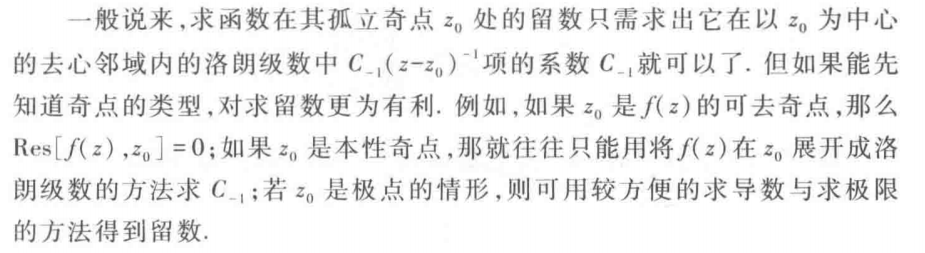 一般说来,求函数在其孤立奇点 z₀ 处的留数只需求出它在以 z₀ 为中心
的去心邻域内的洛朗级数中 C₋₁(z-z₀)⁻¹项的系数 C₋₁就可以了. 但如果能先
知道奇点的类型,对求留数更为有利. 例如,如果 z₀ 是f(z)的可去奇点,那么
Res[f(z),z₀]=0;如果 z₀ 是本性奇点,那就往往只能用将f(z)在 z₀ 展开成洛
朗级数的方法求 C₋₁;若 z₀ 是极点的情形,则可用较方便的求导数与求极限
的方法得到留数.